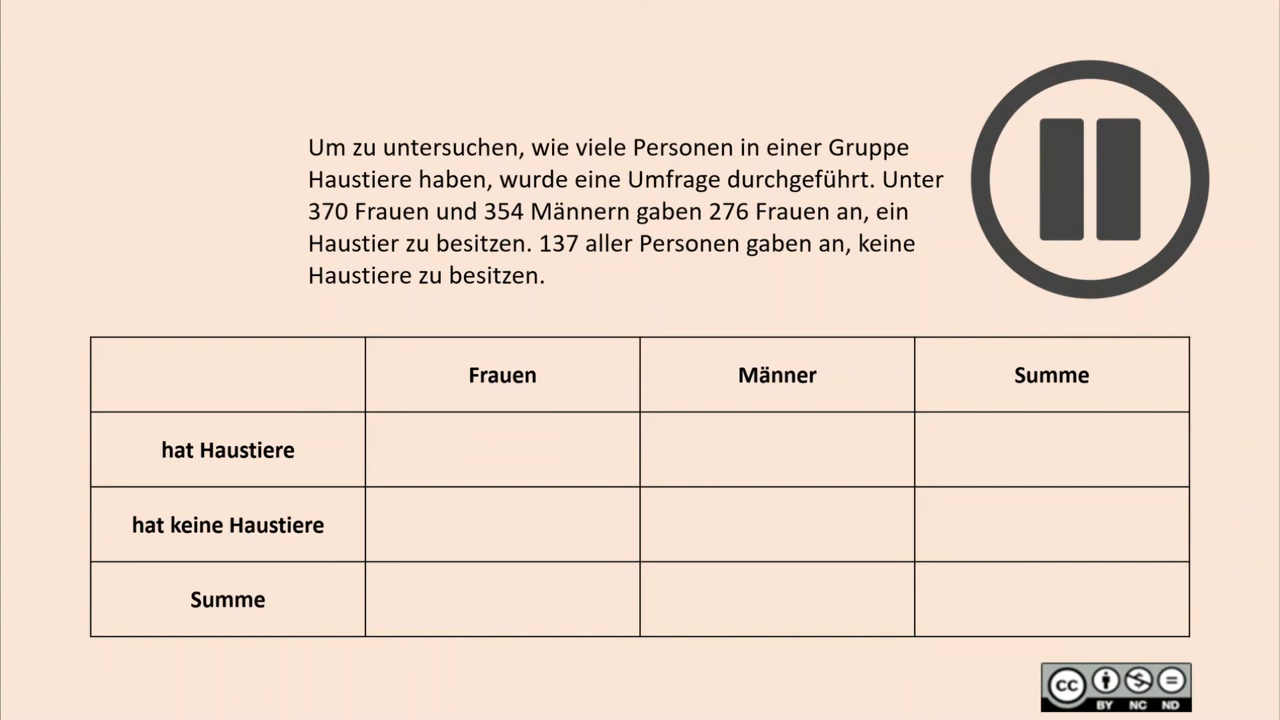 Um zu untersuchen, wie viele Personen in einer Gruppe
Haustiere haben, wurde eine Umfrage durchgeführt. Unter
370 Frauen und 354 Männern gaben 276 Frauen an, ein
Haustier zu besitzen. 137 aller Personen gaben an, keine
Haustiere zu besitzen.
Frauen Männer Summe
hat Haustiere
hat keine Haustiere
Summe
cc
BY NC ND